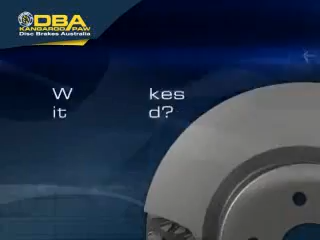 DBA
KANGAROO PAW
Disc Brakes Australia
W kes
it d?